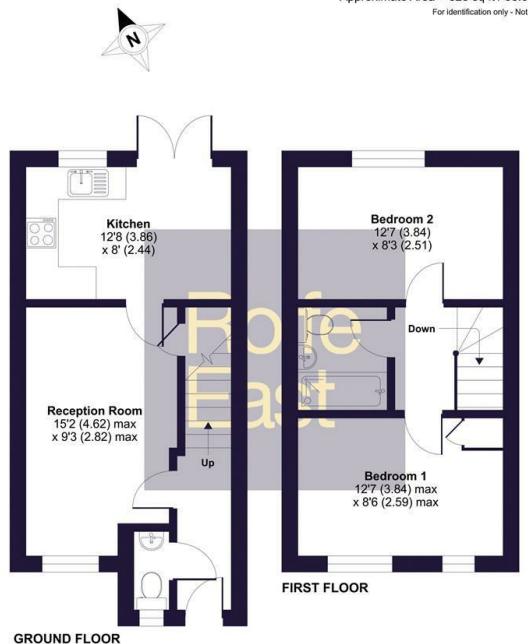 For identification only - Not
N
Kitchen
12'8 (3.86)
x 8' (2.44)
Reception Room
15'2 (4.62) max
x 9'3 (2.82) max
Up
GROUND FLOOR
Bedroom 2
12'7 (3.84)
x 8'3 (2.51)
Down
Bedroom 1
12'7 (3.84) max
x 8'6 (2.59) max
FIRST FLOOR
Rolfe
East